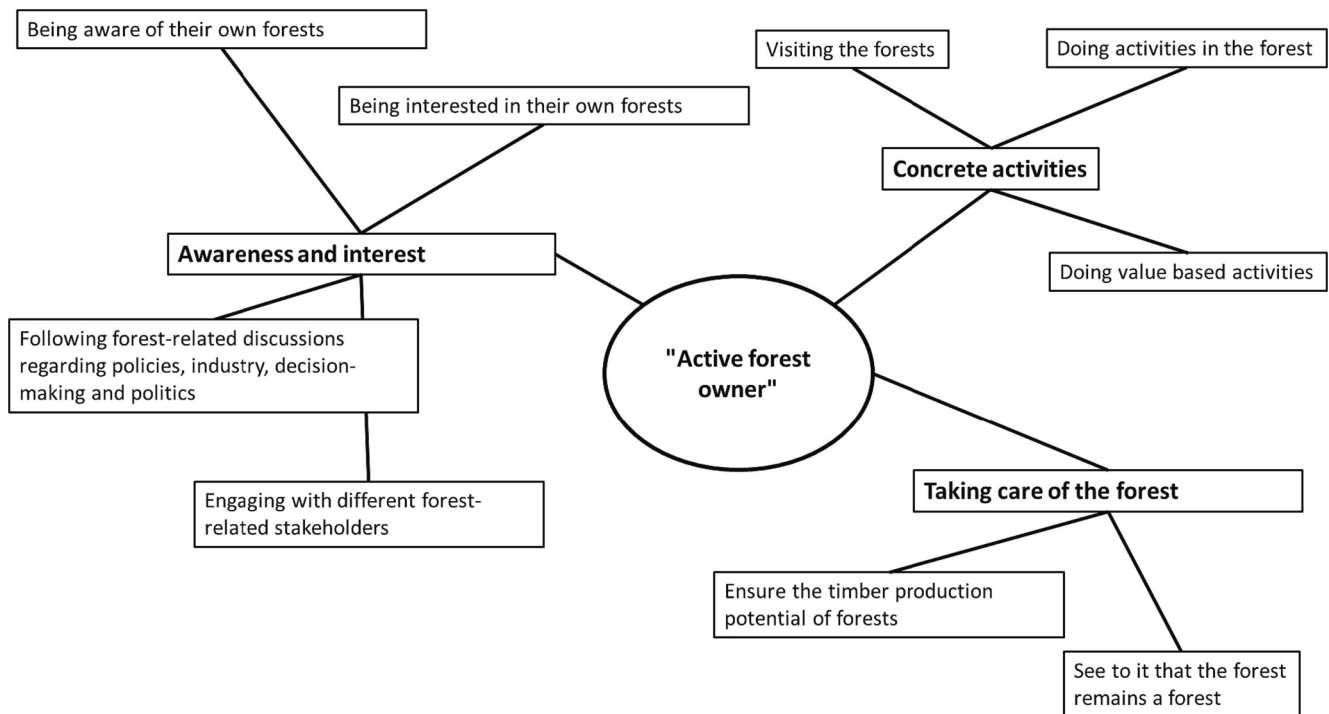 Being aware of their own forests
Being interested in their own forests
Awareness and interest
Following forest-related discussions
regarding policies, industry, decision-
making and politics
Engaging with different forest-
related stakeholders
"Active forest
owner"
Visiting the forests
Doing activities in the forest
Concrete activities
Doing value based activities
Taking care of the forest
Ensure the timber production
potential of forests
See to it that the forest
remains a forest